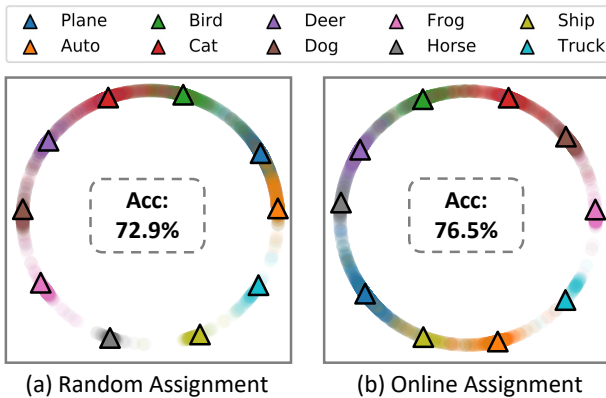 Plane Bird Deer Frog Ship
Auto Cat Dog Horse Truck
Acc:
72.9%
Acc:
76.5%
(a) Random Assignment
(b) Online Assignment